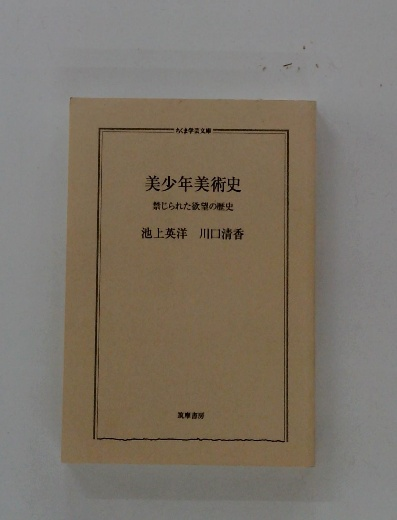 ちくま学芸文庫
美少年美術史
禁じられた欲望の歴史
池上英洋 川口清香
筑摩書房